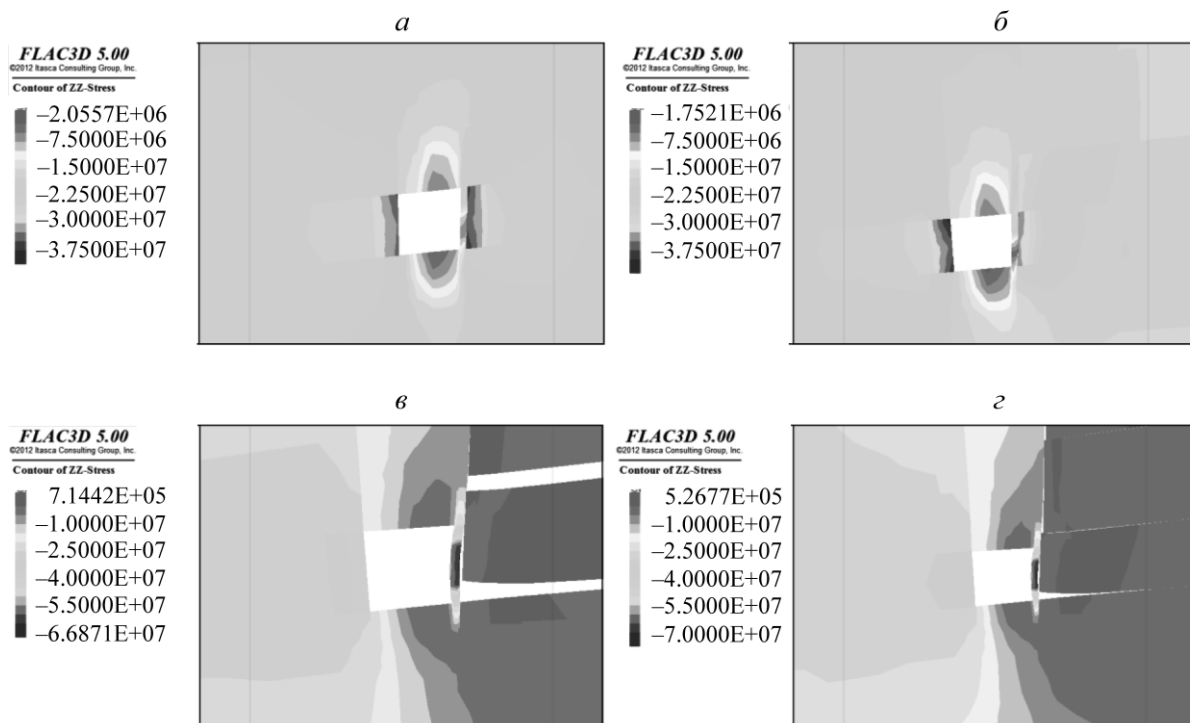 а
FLAC3D 5.00
©2012 Itasca Consulting Group, Inc.
Contour of ZZ-Stress
–2.0557E+06
–7.5000E+06
–1.5000E+07
–2.2500E+07
–3.0000E+07
–3.7500E+07
б
FLAC3D 5.00
©2012 Itasca Consulting Group, Inc.
Contour of ZZ-Stress
–1.7521E+06
–7.5000E+06
–1.5000E+07
–2.2500E+07
–3.0000E+07
–3.7500E+07
в
FLAC3D 5.00
©2012 Itasca Consulting Group, Inc.
Contour of ZZ-Stress
7.1442E+05
–1.0000E+07
–2.5000E+07
–4.0000E+07
–5.5000E+07
–6.6871E+07
г
FLAC3D 5.00
©2012 Itasca Consulting Group, Inc.
Contour of ZZ-Stress
5.2677E+05
–1.0000E+07
–2.5000E+07
–4.0000E+07
–5.5000E+07
–7.0000E+07